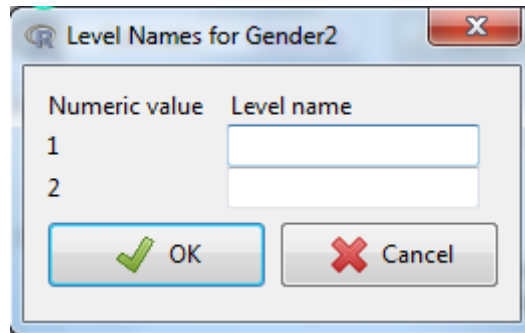 Level Names for Gender2
Numeric value Level name
1
2
OK Cancel